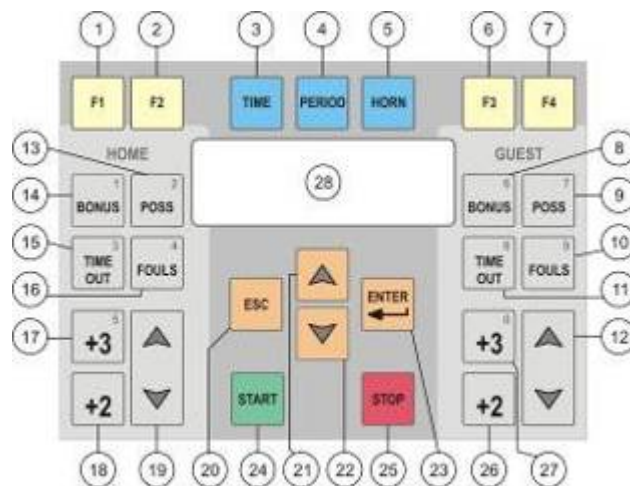 1 2 3 4 5 6 7
F1 F2 TIME PERIOD HORN F3 F4
13 HOME GUEST 8
14 1 BONUS 2 POSS 28 6 BONUS 7 POSS 9
15 3 TIME OUT 4 FOULS 8 TIME OUT 9 FOULS 10
16 ESC ENTER 11
17 5 +3 0 +3 12
+2 START STOP +2
18 19 20 24 21 22 25 23 26 27